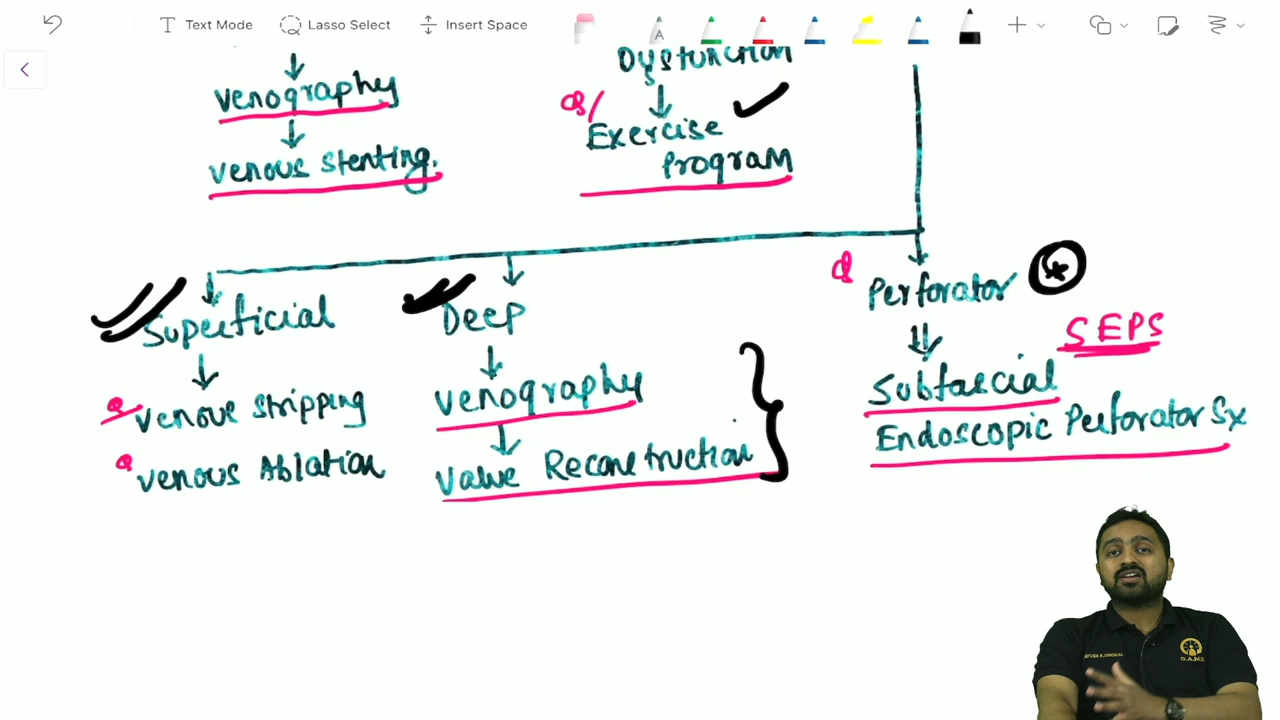 Text Mode
Lasso Select
Insert Space
A
Venography
Venous Stenting.
Dysfunction
Q/
Exercise
Program
Superficial
Q Venous Stripping
Q Venous Ablation
Deep
Venography
Valve Reconstruction
Q
Perforator
SEPS
Subfascial
Endoscopic Perforator Sx
G.A.M.S